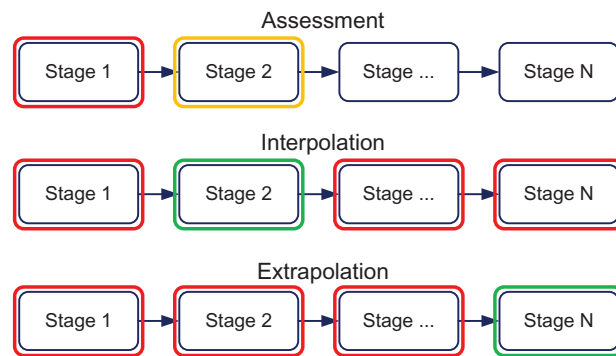 Assessment
Stage 1 Stage 2 Stage ... Stage N
Interpolation
Stage 1 Stage 2 Stage ... Stage N
Extrapolation
Stage 1 Stage 2 Stage ... Stage N